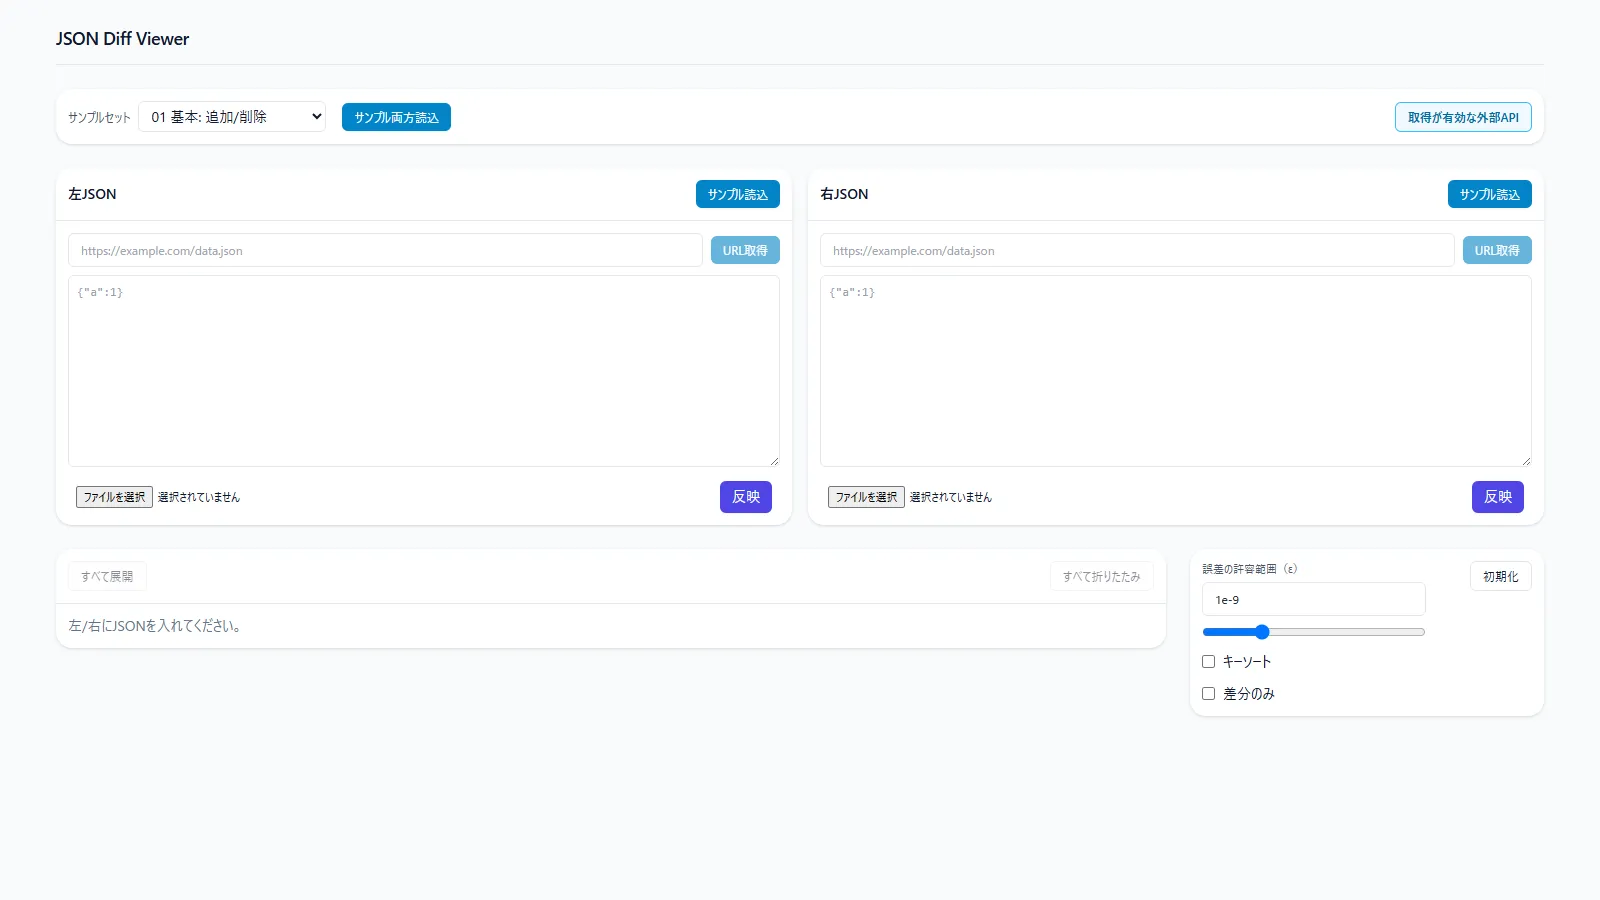 JSON Diff Viewer
サンプルセット 01 基本: 追加/削除 サンプル両方読込 取得が有効な外部API
左JSON サンプル読込
https://example.com/data.json URL取得
{"a":1}
ファイルを選択 選択されていません 反映
右JSON サンプル読込
https://example.com/data.json URL取得
{"a":1}
ファイルを選択 選択されていません 反映
すべて展開 すべて折りたたみ
左/右にJSONを入れてください。
誤差の許容範囲（ε） 初期化
1e-9
キーソート
差分のみ